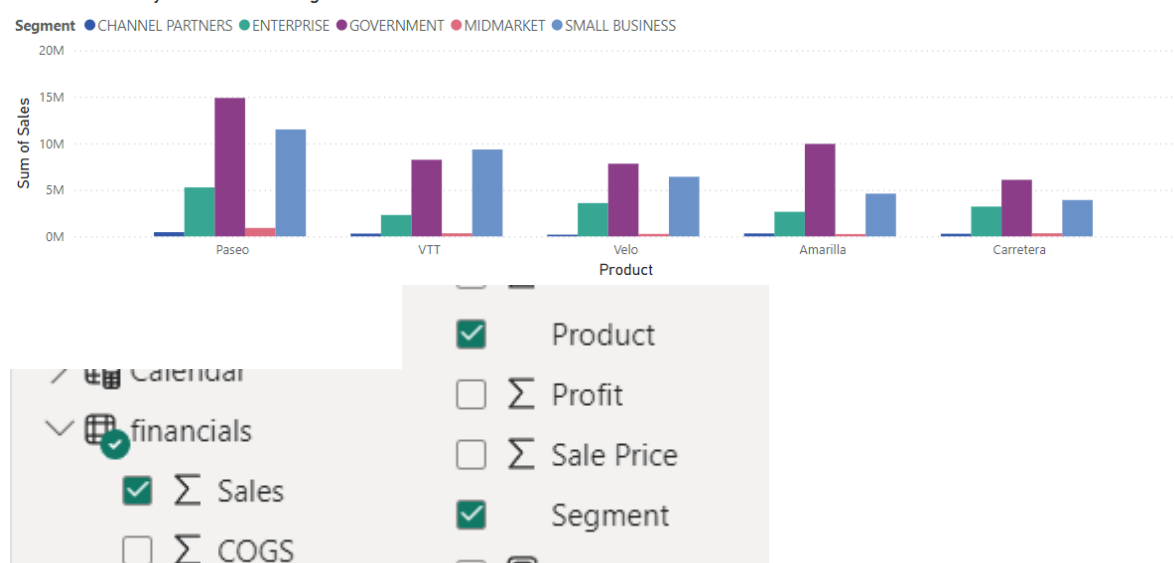 Segment CHANNEL PARTNERS ENTERPRISE GOVERNMENT MIDMARKET SMALL BUSINESS
20M
15M
10M
5M
0M
Sum of Sales
Paseo VTT Velo Amarilla Carretera
Product
Calendar
financials
Sales
COGS
Product
Profit
Sale Price
Segment